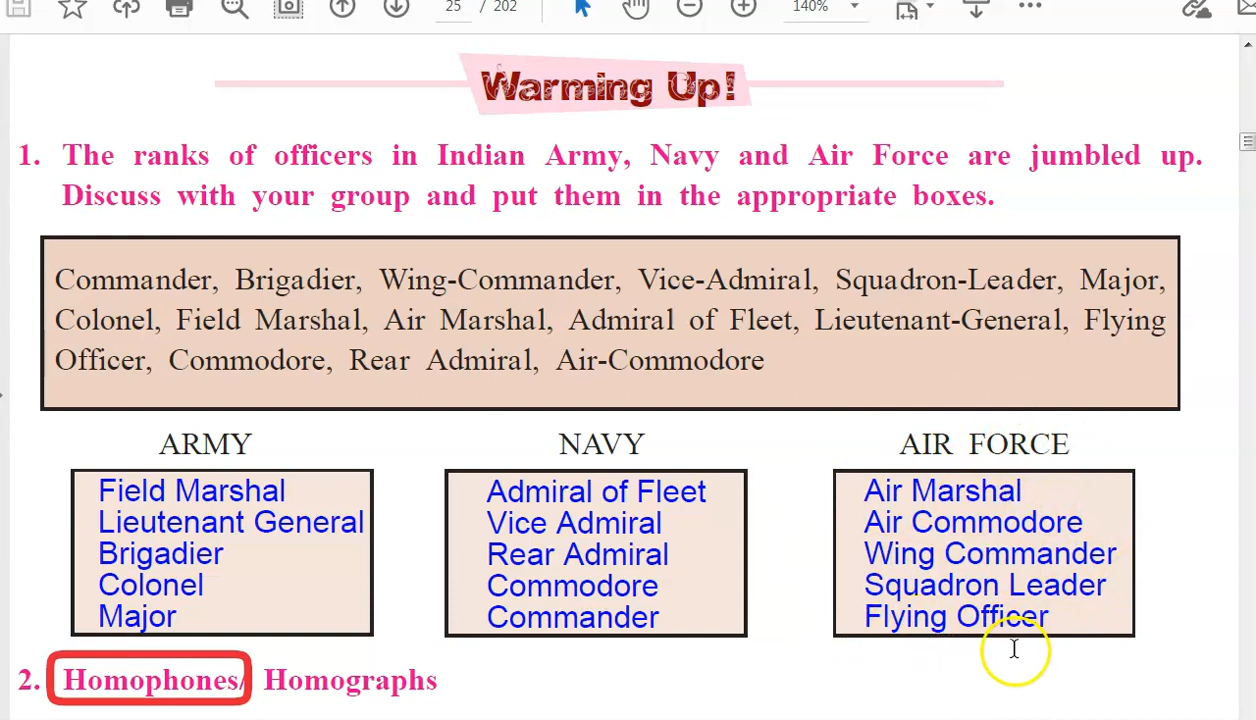 25 / 202
140%
Warming Up!
1. The ranks of officers in Indian Army, Navy and Air Force are jumbled up.
Discuss with your group and put them in the appropriate boxes.
Commander, Brigadier, Wing-Commander, Vice-Admiral, Squadron-Leader, Major,
Colonel, Field Marshal, Air Marshal, Admiral of Fleet, Lieutenant-General, Flying
Officer, Commodore, Rear Admiral, Air-Commodore
ARMY
Field Marshal
Lieutenant General
Brigadier
Colonel
Major
NAVY
Admiral of Fleet
Vice Admiral
Rear Admiral
Commodore
Commander
AIR FORCE
Air Marshal
Air Commodore
Wing Commander
Squadron Leader
Flying Officer
2. Homophones/ Homographs